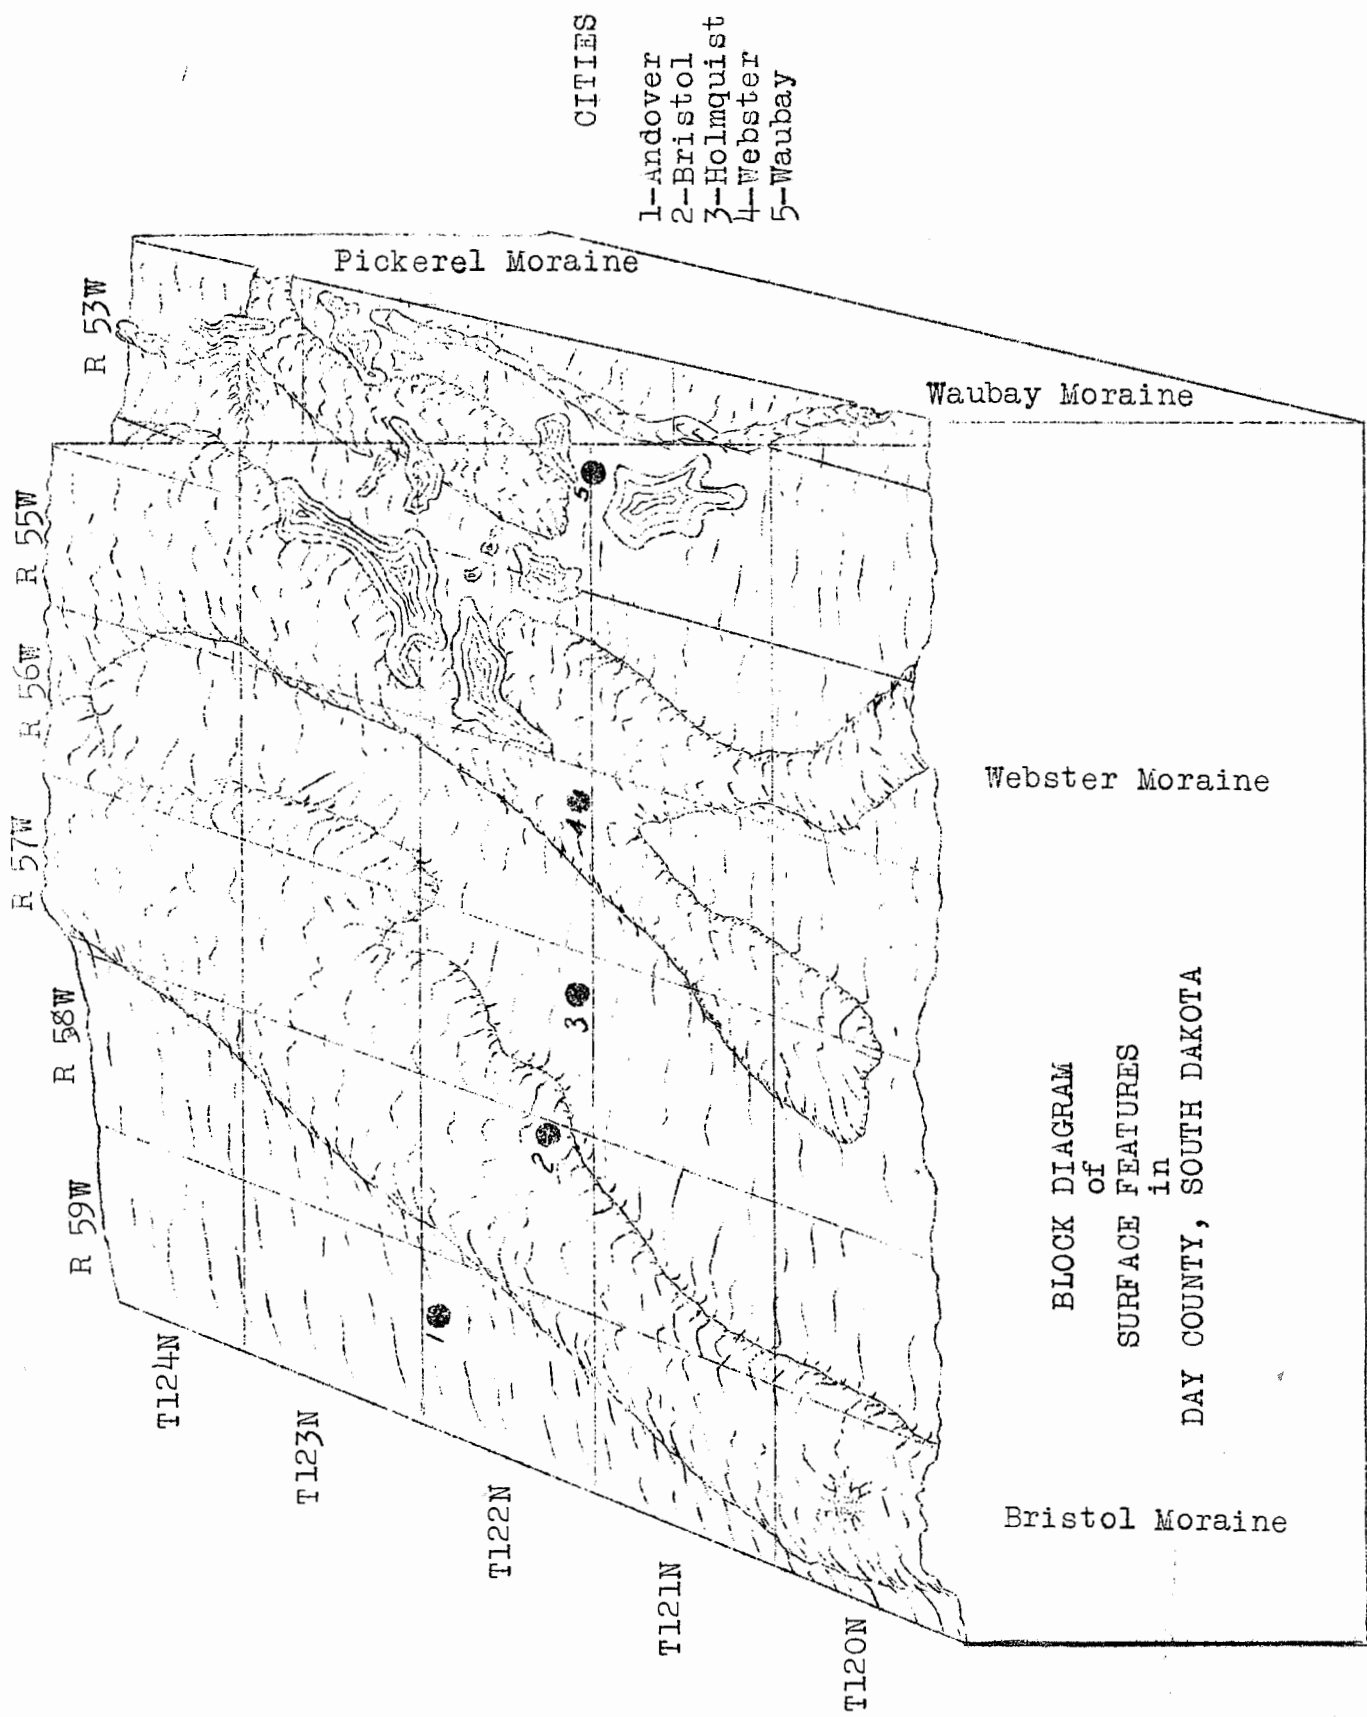 BLOCK DIAGRAM
of
SURFACE FEATURES
in
DAY COUNTY, SOUTH DAKOTA
CITIES
1-Andover
2-Bristol
3-Holmquist
4-Webster
5-Waubay
R 59W
R 58W
R 57W
R 56W
R 55W
R 53W
T124N
T123N
T122N
T121N
T120N
1
2
3
4
5
Pickerel Moraine
Waubay Moraine
Webster Moraine
Bristol Moraine